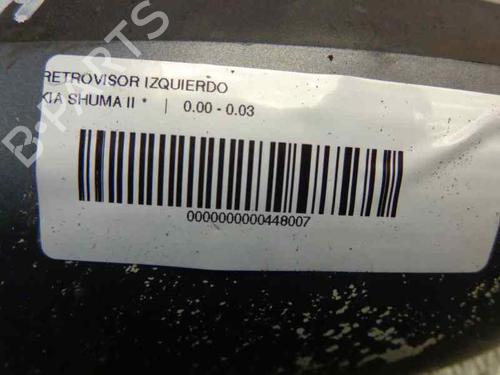 RETROVISOR IZQUIERDO
KIA SHUMA II * | 0.00 - 0.03
0000000000448007
B-PARTS